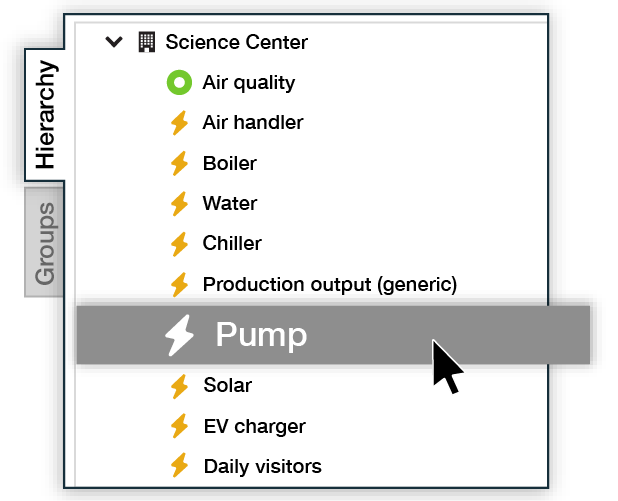 Hierarchy
Groups
Science Center
Air quality
Air handler
Boiler
Water
Chiller
Production output (generic)
Pump
Solar
EV charger
Daily visitors